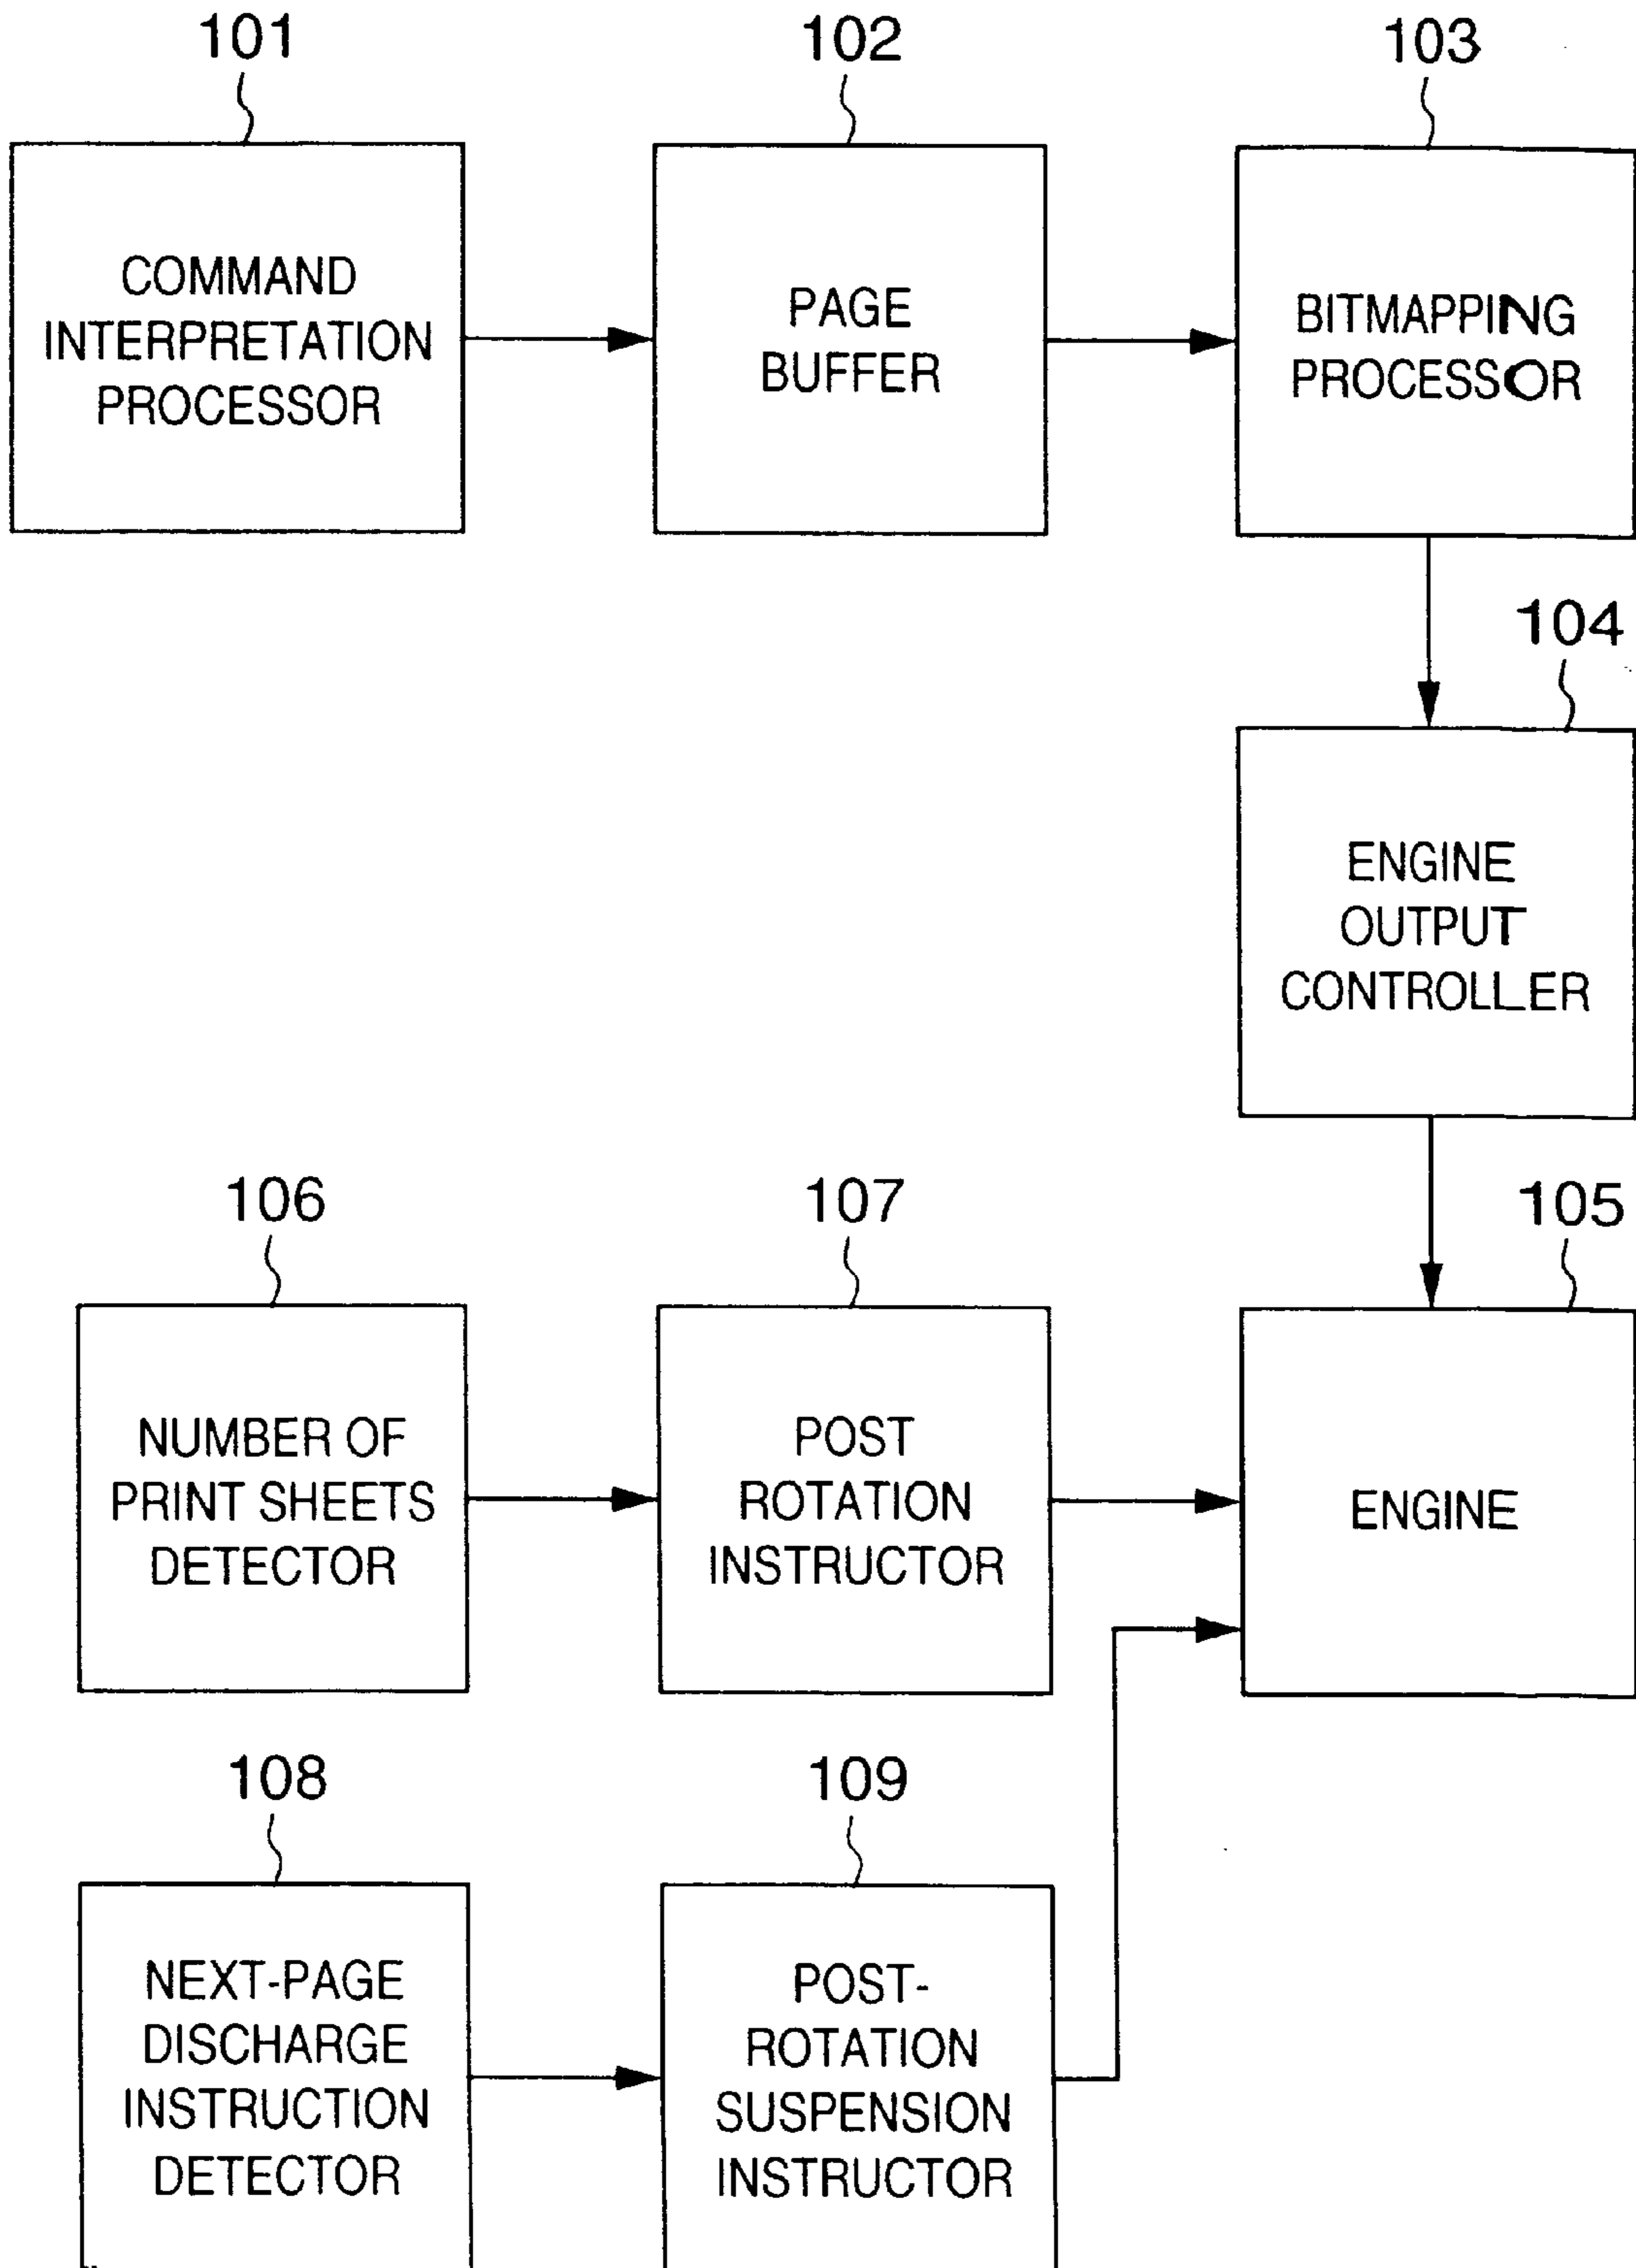 101
102
103
COMMAND
INTERPRETATION
PROCESSOR
PAGE
BUFFER
BITMAPPING
PROCESSOR
104
ENGINE
OUTPUT
CONTROLLER
106
107
105
NUMBER OF
PRINT SHEETS
DETECTOR
POST
ROTATION
INSTRUCTOR
ENGINE
108
109
NEXT-PAGE
DISCHARGE
INSTRUCTION
DETECTOR
POST-
ROTATION
SUSPENSION
INSTRUCTOR